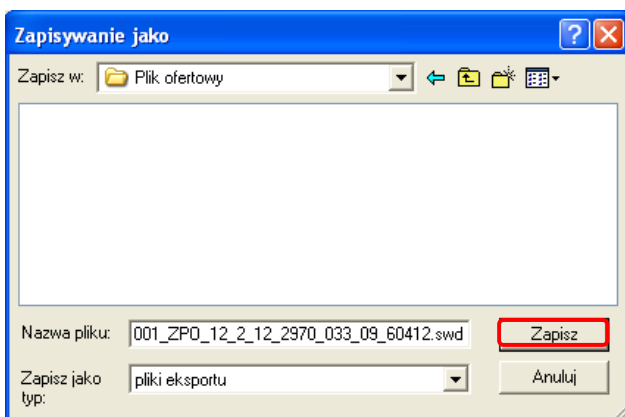 Zapisywanie jako
Zapisz w: Plik ofertowy
Nazwa pliku: 001_ZPO_12_2_12_2970_033_09_60412.swd Zapisz
Zapisz jako typ: pliki eksportu Anuluj